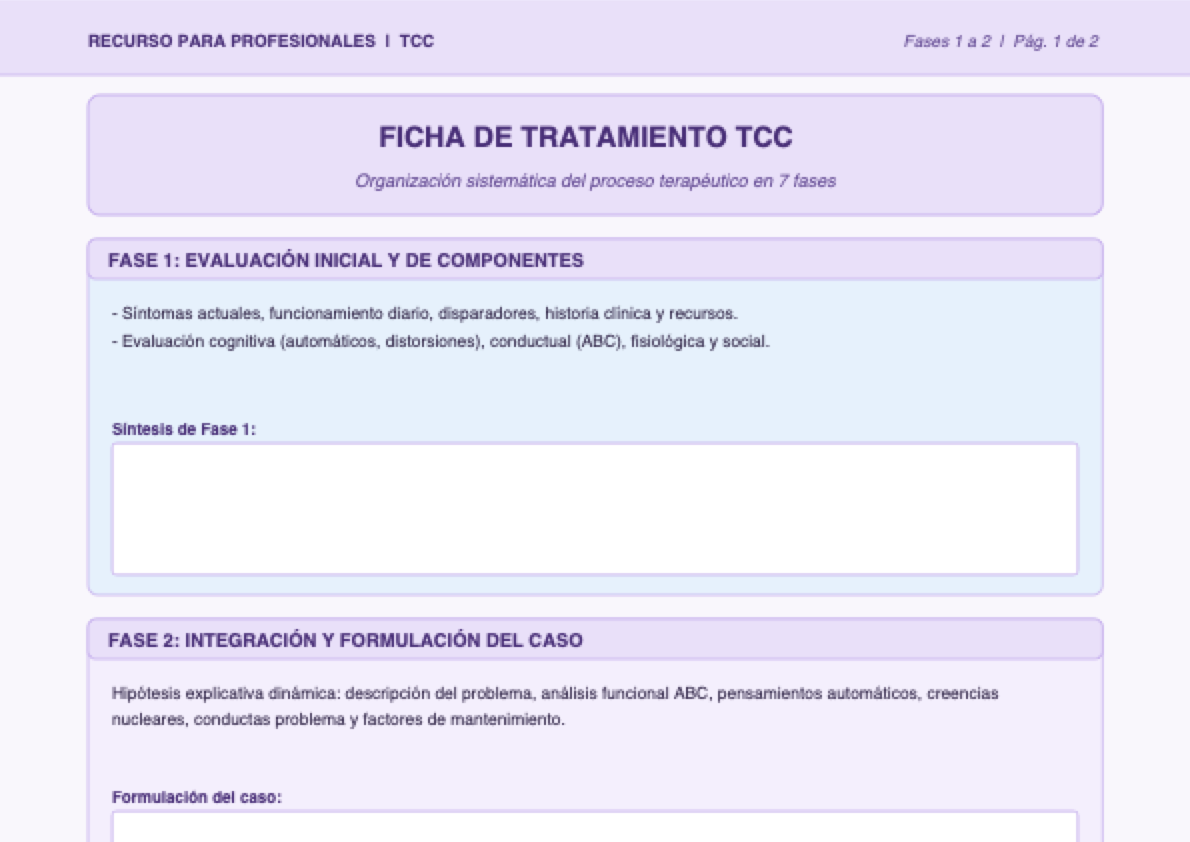 RECURSO PARA PROFESIONALES | TCC
Fases 1 a 2 | Pág. 1 de 2
FICHA DE TRATAMIENTO TCC
Organización sistemática del proceso terapéutico en 7 fases
FASE 1: EVALUACIÓN INICIAL Y DE COMPONENTES
- Síntomas actuales, funcionamiento diario, disparadores, historia clínica y recursos.
- Evaluación cognitiva (automáticos, distorsiones), conductual (ABC), fisiológica y social.
Síntesis de Fase 1:
FASE 2: INTEGRACIÓN Y FORMULACIÓN DEL CASO
Hipótesis explicativa dinámica: descripción del problema, análisis funcional ABC, pensamientos automáticos, creencias
nucleares, conductas problema y factores de mantenimiento.
Formulación del caso: